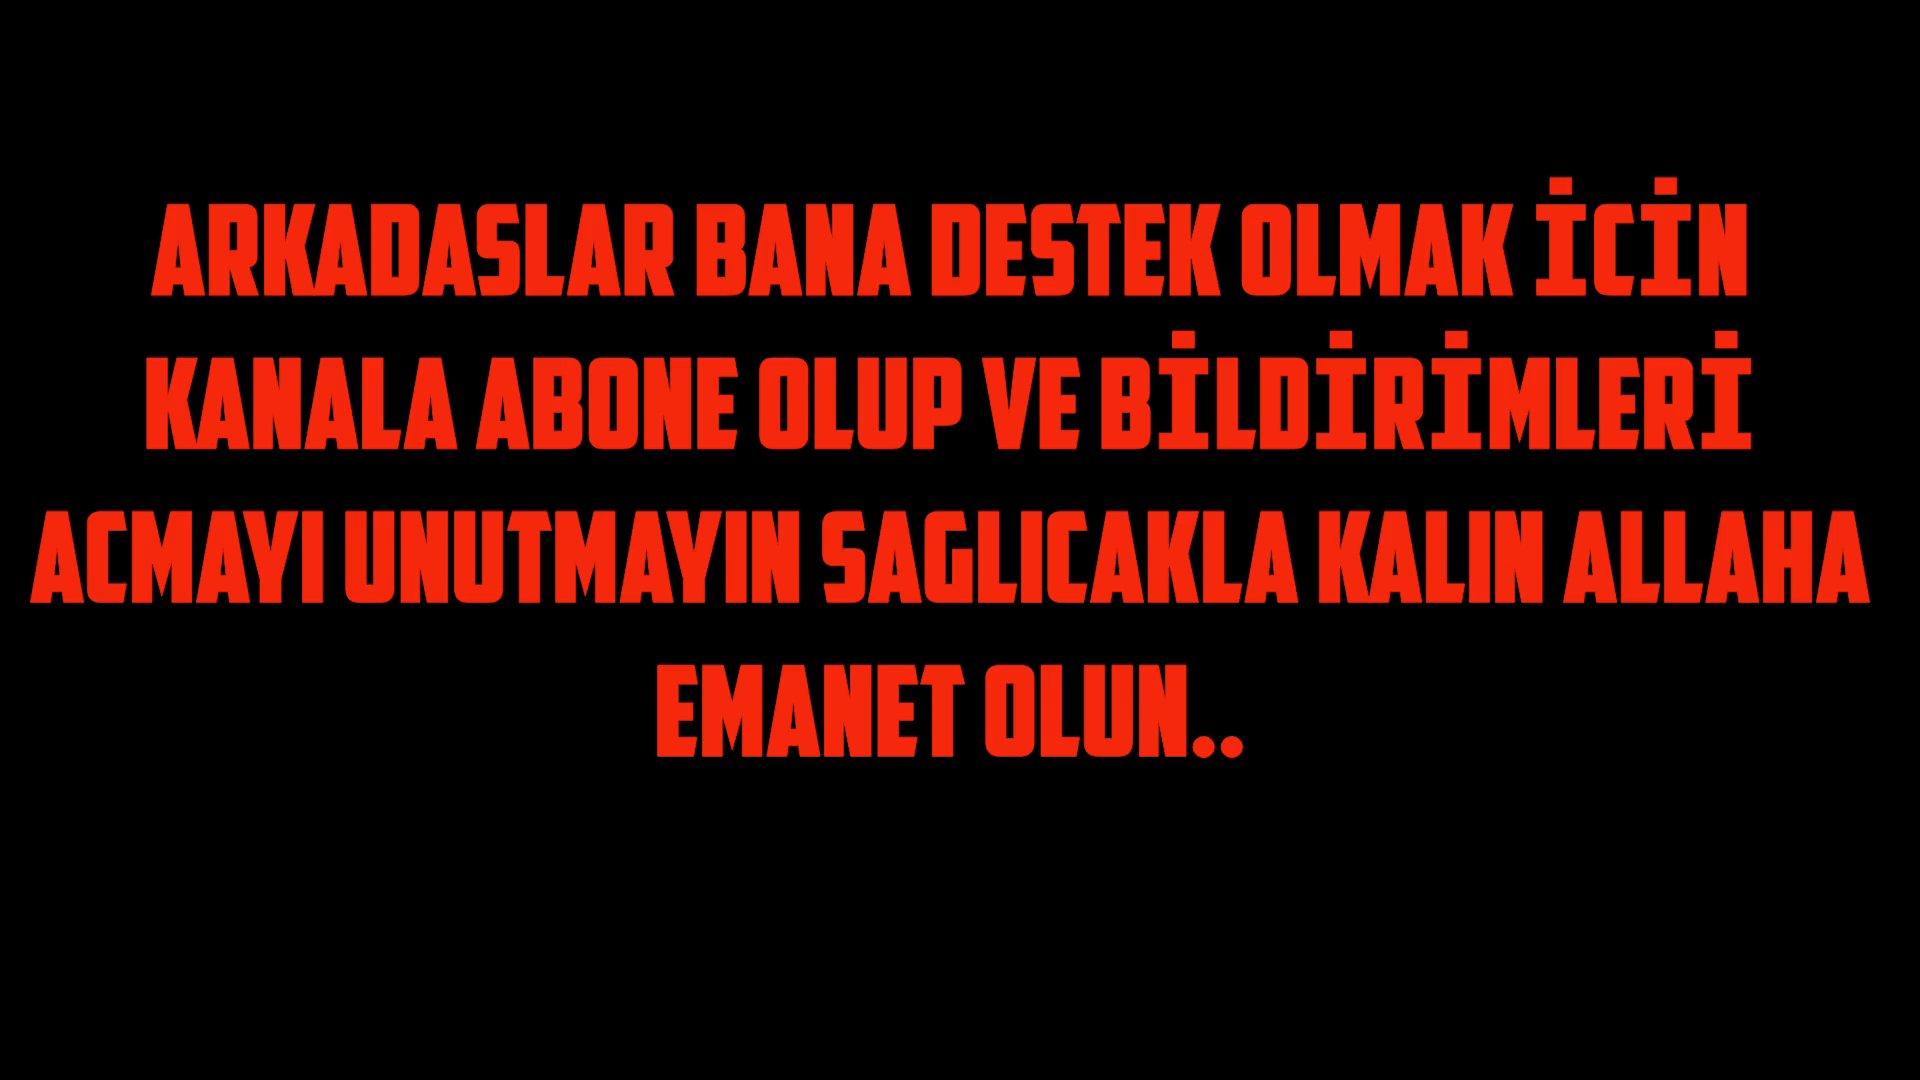 ARKADASLAR BANA DESTEK OLMAK İCİN
KANALA ABONE OLUP VE BİLDİRİMLERİ
ACMAYI UNUTMAYIN SAGLICAKLA KALIN ALLAHA
EMANET OLUN..